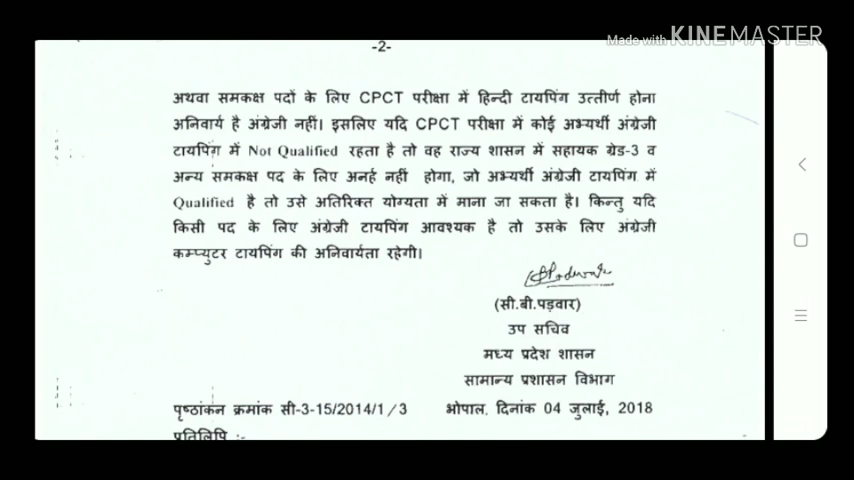 Made with KINEMASTER
-2-
अथवा समकक्ष पदों के लिए CPCT परीक्षा में हिन्दी टायपिंग उत्तीर्ण होना
अनिवार्य है अंग्रेजी नहीं। इसलिए यदि CPCT परीक्षा में कोई अभ्यर्थी अंग्रेजी
टायपिंग में Not Qualified रहता है तो वह राज्य शासन में सहायक ग्रेड-3 व
अन्य समकक्ष पद के लिए अनर्ह नहीं होगा, जो अभ्यर्थी अंग्रेजी टायपिंग में
Qualified है तो उसे अतिरिक्त योग्यता में माना जा सकता है। किन्तु यदि
किसी पद के लिए अंग्रेजी टायपिंग आवश्यक है तो उसके लिए अंग्रेजी
कम्प्युटर टायपिंग की अनिवार्यता रहेगी।
(सी.बी.पड़वार)
उप सचिव
मध्य प्रदेश शासन
सामान्य प्रशासन विभाग
पृष्ठांकन क्रमांक सी-3-15/2014/1/3 भोपाल, दिनांक 04 जुलाई, 2018
प्रतिलिपि :-